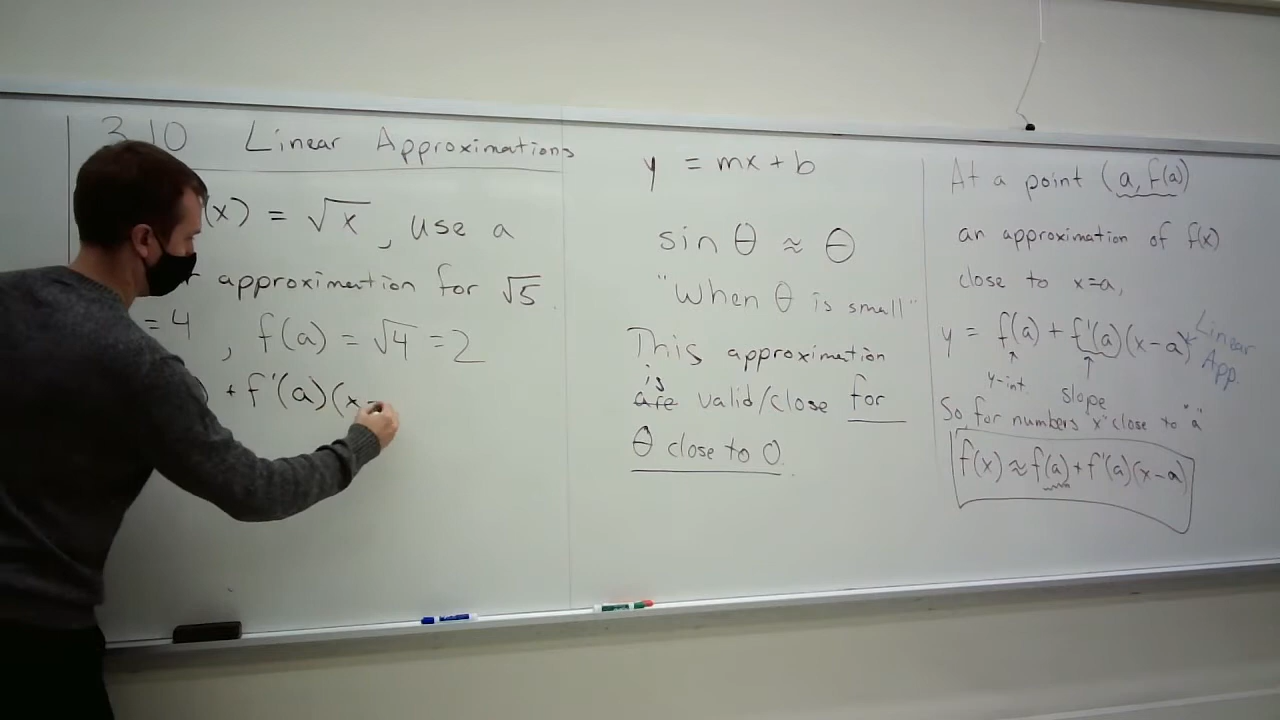 3.10 Linear Approximations
(x) = √x, use a
approximation for √5.
= 4, f(a) = √4 = 2
) + f'(a)(x-
y = mx + b
sin θ ≈ θ
"When θ is small"
This approximation
is
are valid/close for
θ close to 0.
At a point (a, f(a))
an approximation of f(x)
close to x=a,
y = f(a) + f'(a)(x-a) Linear App.
y-int. slope
So, for numbers "x" close to "a"
f(x) ≈ f(a) + f'(a)(x-a)